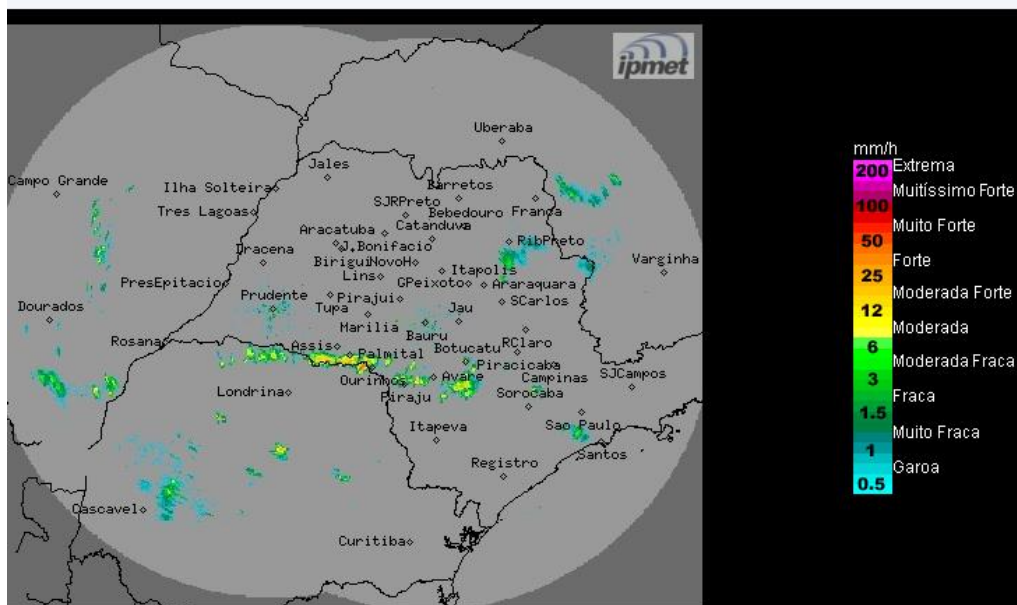 ipmet
Uberaba
Jales
Campo Grande
Ilha Solteira
Barretos
SJRPreto
Tres Lagoas
Bebedouro
Franca
Catanduva
Aracatuba
RibPreto
J.Bonifacio
Dracena
Birigui
NovoH
Varginha
Lins
Itapolis
PresEpitacio
GPeixoto
Araraquara
Prudente
Pirajui
SCarlos
Dourados
Tupa
Jau
Marilia
Bauru
Rosana
Assis
RClaro
Palmital
Botucatu
Piracicaba
Ourinhos
Avare
Campinas
SJCampos
Londrina
Piraju
Sorocaba
Itapeva
Sao Paulo
Santos
Registro
Cascavel
Curitiba
mm/h
200 Extrema
Muitíssimo Forte
100
Muito Forte
50
Forte
25
Moderada Forte
12
Moderada
6
Moderada Fraca
3
Fraca
1.5
Muito Fraca
1
Garoa
0.5